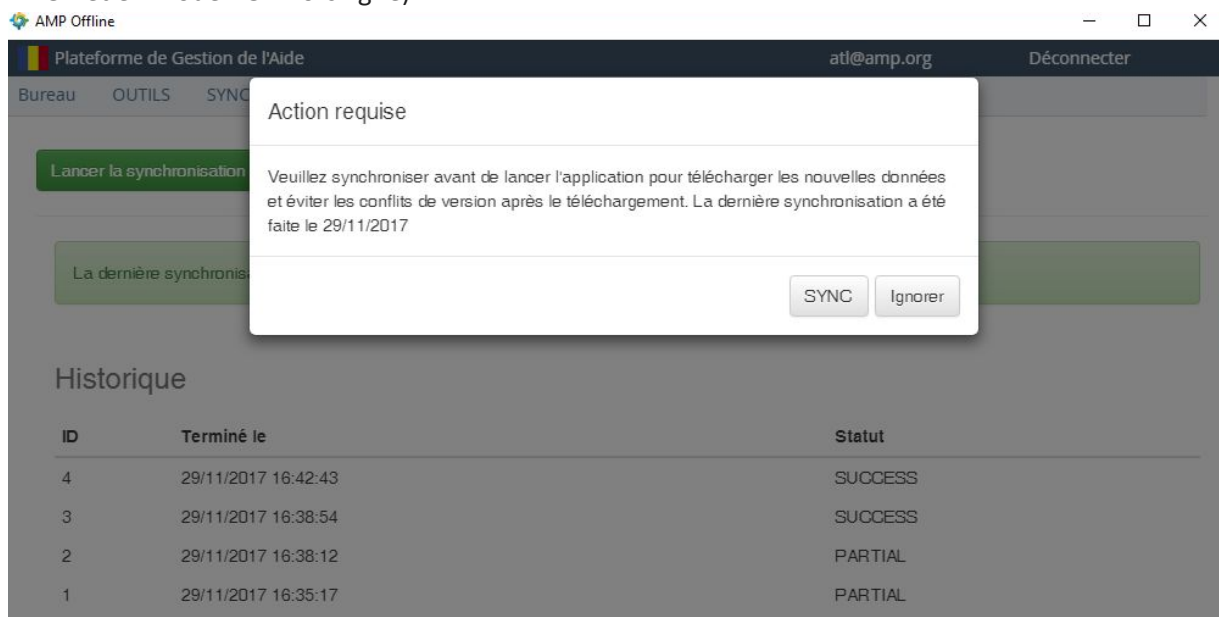 AMP Offline
Plateforme de Gestion de l'Aide
atl@amp.org
Déconnecter
Bureau
OUTILS
SYNC
Action requise
Lancer la synchronisation
Veuillez synchroniser avant de lancer l'application pour télécharger les nouvelles données
et éviter les conflits de version après le téléchargement. La dernière synchronisation a été
faite le 29/11/2017
La dernière synchronis
SYNC
Ignorer
Historique
ID Terminé le Statut
4 29/11/2017 16:42:43 SUCCESS
3 29/11/2017 16:38:54 SUCCESS
2 29/11/2017 16:38:12 PARTIAL
1 29/11/2017 16:35:17 PARTIAL